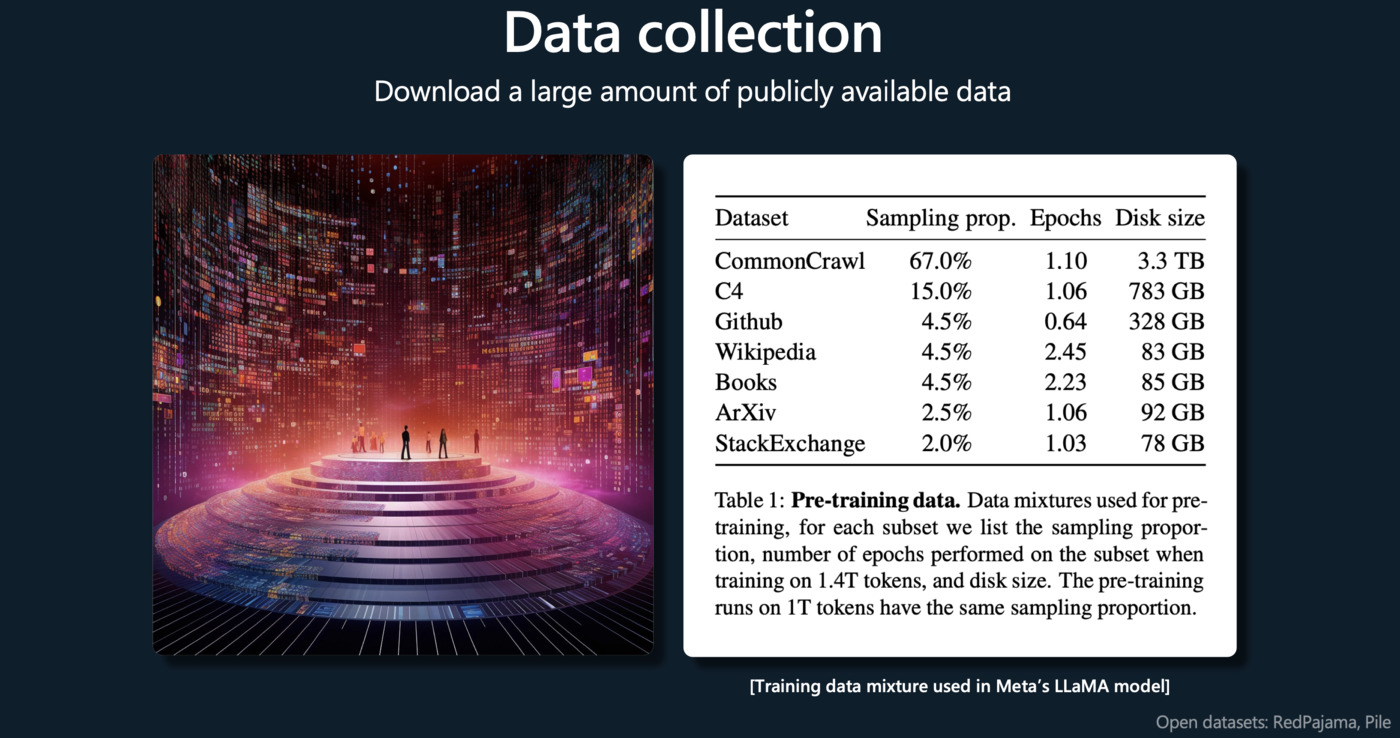 Data collection
Download a large amount of publicly available data
Dataset Sampling prop. Epochs Disk size
CommonCrawl 67.0% 1.10 3.3 TB
C4 15.0% 1.06 783 GB
Github 4.5% 0.64 328 GB
Wikipedia 4.5% 2.45 83 GB
Books 4.5% 2.23 85 GB
ArXiv 2.5% 1.06 92 GB
StackExchange 2.0% 1.03 78 GB
Table 1: Pre-training data. Data mixtures used for pre-
training, for each subset we list the sampling propor-
tion, number of epochs performed on the subset when
training on 1.4T tokens, and disk size. The pre-training
runs on 1T tokens have the same sampling proportion.
[Training data mixture used in Meta’s LLaMA model]
Open datasets: RedPajama, Pile